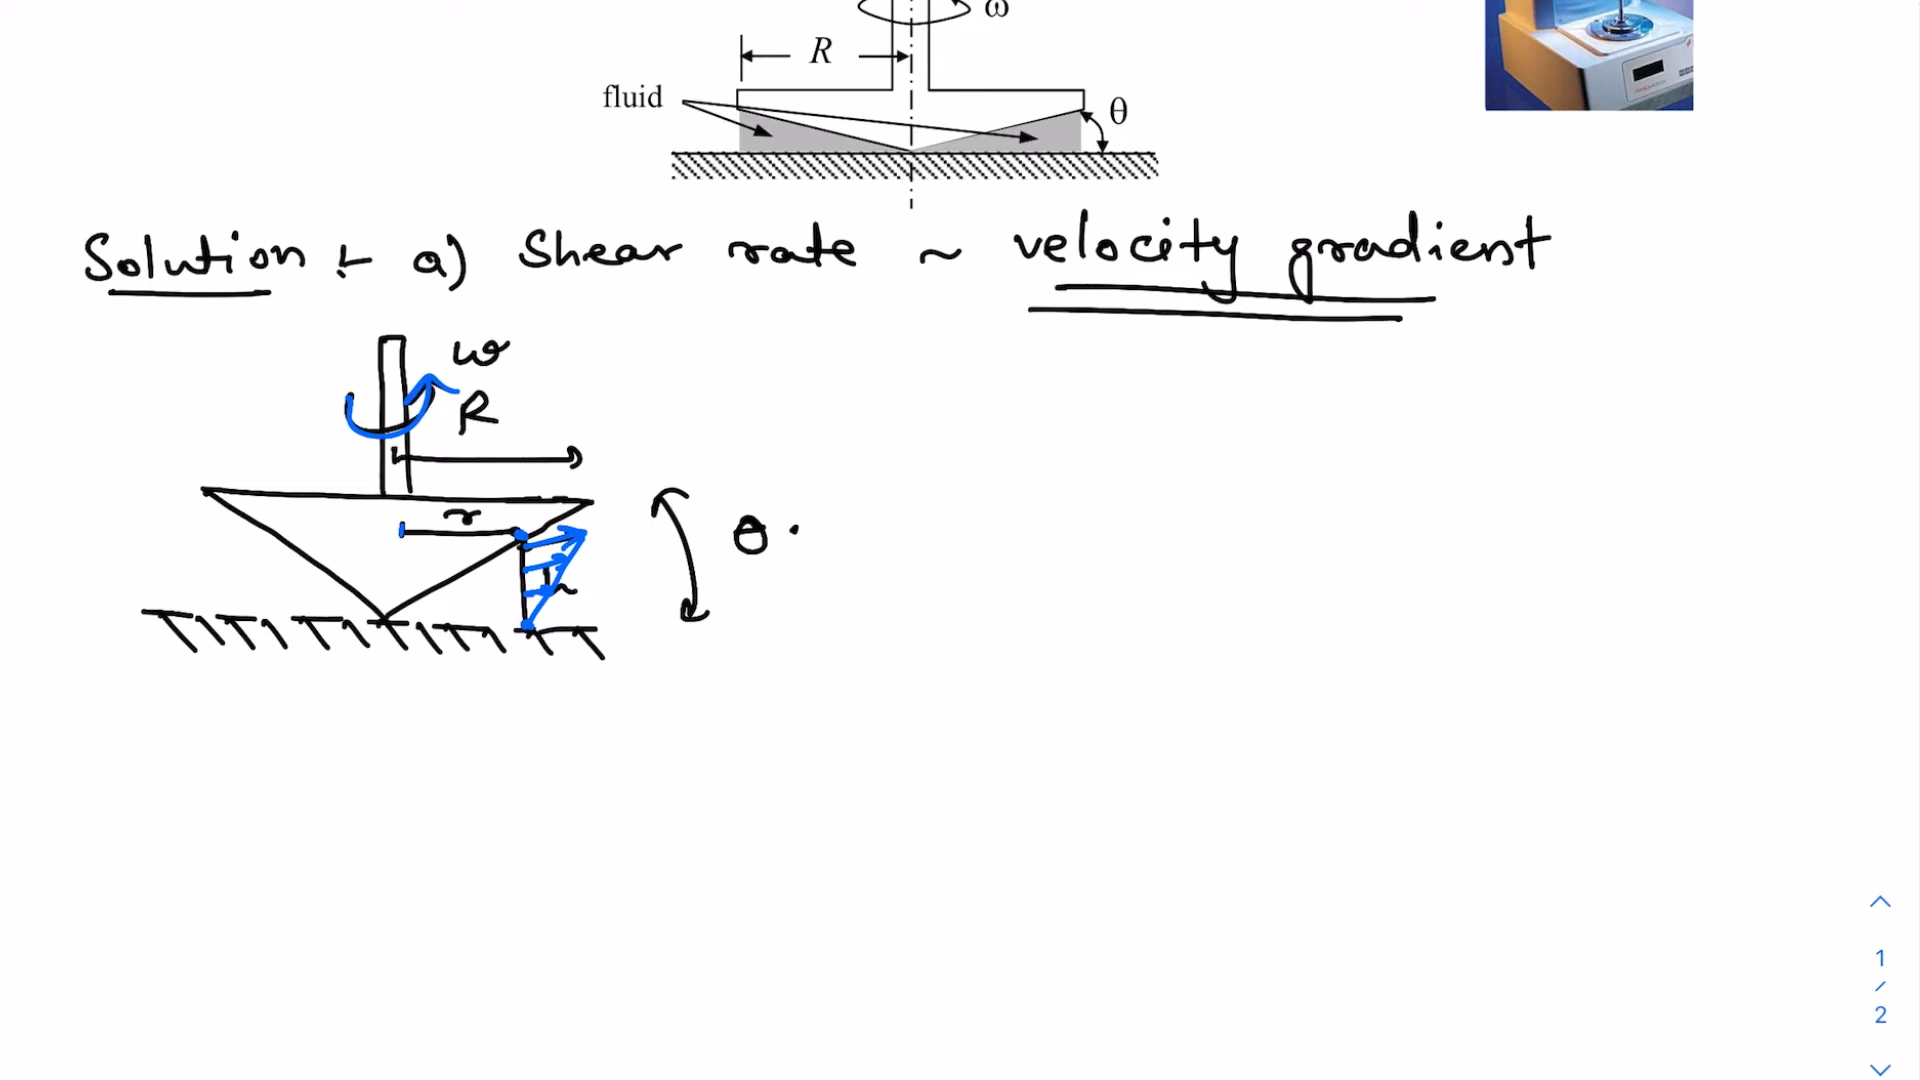 ω
R
fluid
θ
Solution :- a) Shear rate ~ velocity gradient
ω
R
r
h
θ.
1
/
2